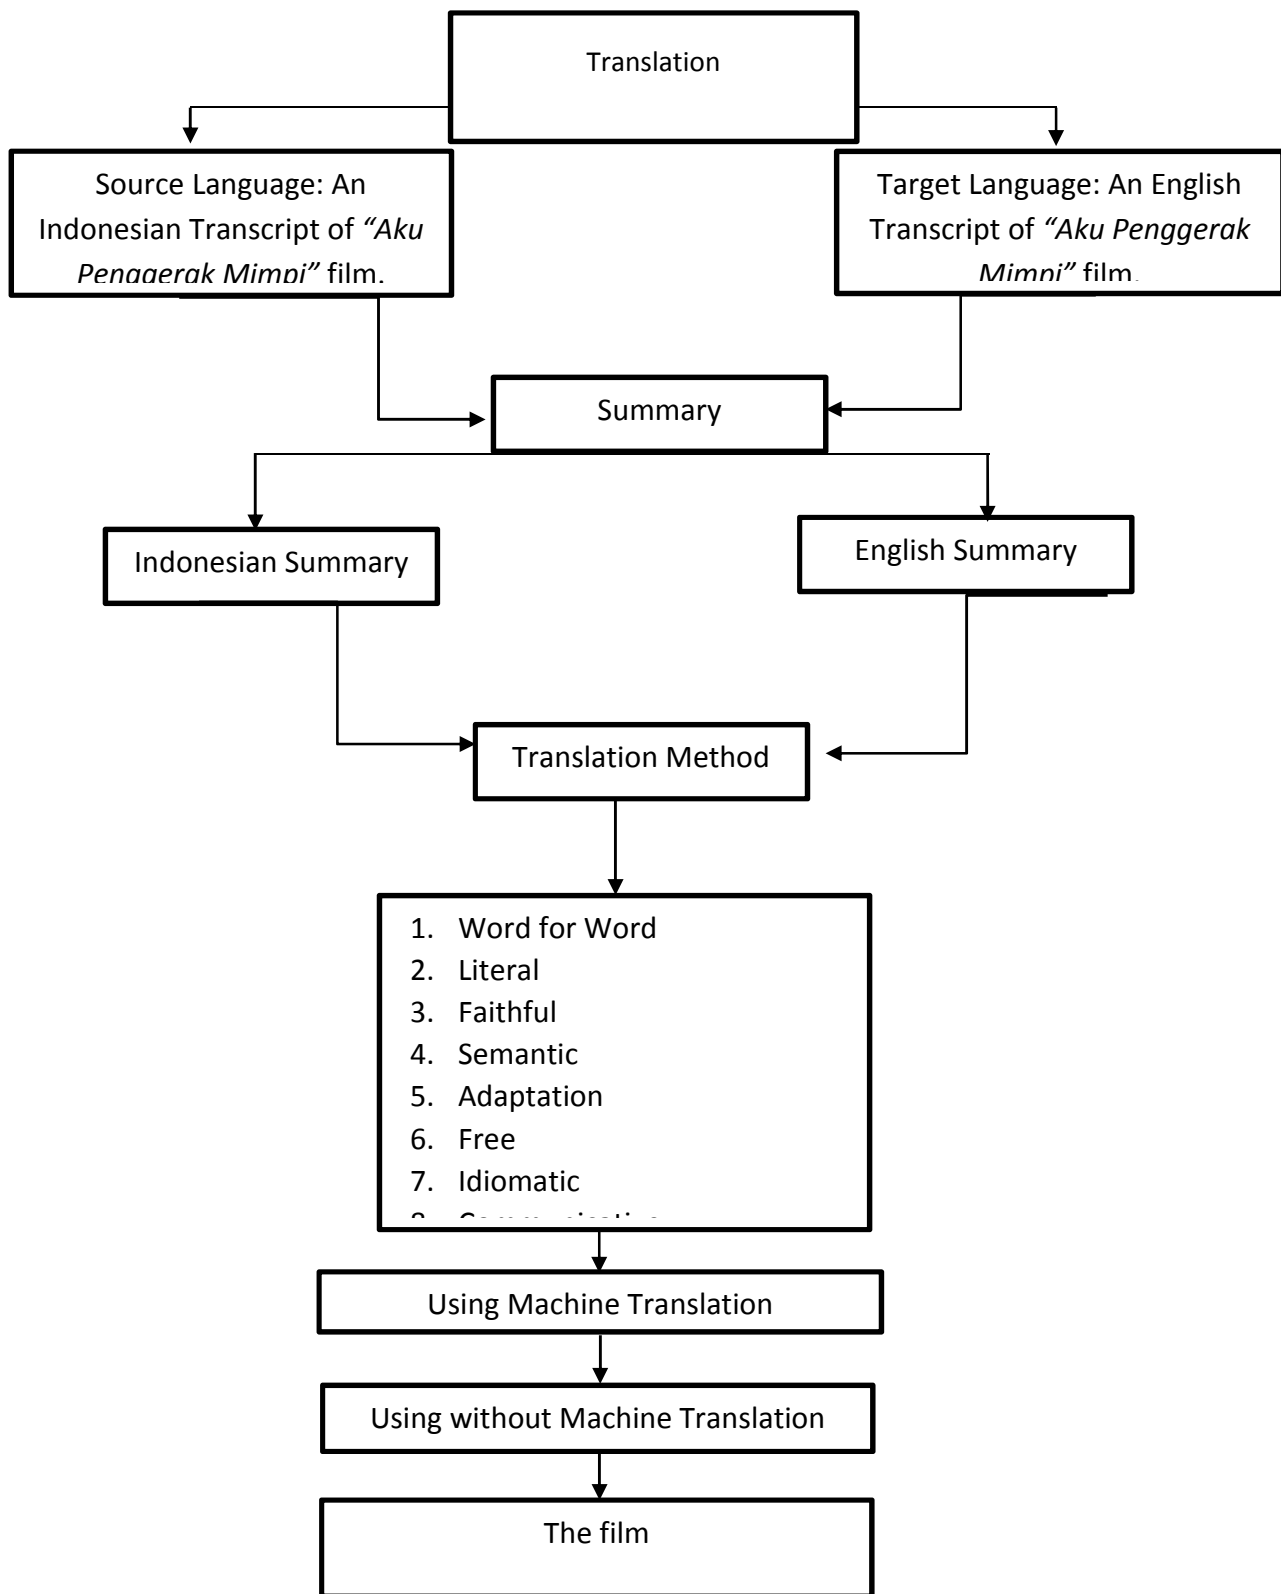 Translation
Source Language: An
Indonesian Transcript of “Aku
Penggerak Mimpi” film.
Target Language: An English
Transcript of “Aku Penggerak
Mimpi” film.
Summary
Indonesian Summary
English Summary
Translation Method
1. Word for Word
2. Literal
3. Faithful
4. Semantic
5. Adaptation
6. Free
7. Idiomatic
8. Communicative
Using Machine Translation
Using without Machine Translation
The film